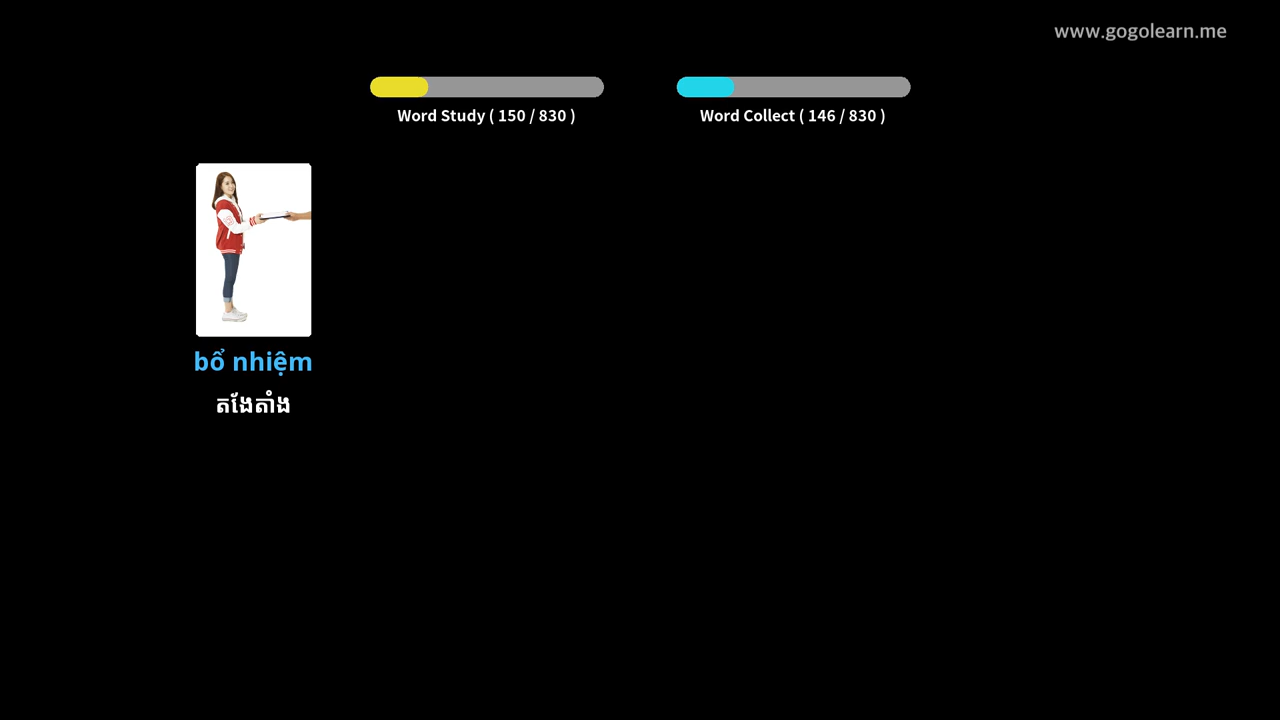 www.gogolearn.me
Word Study ( 150 / 830 )
Word Collect ( 146 / 830 )
bổ nhiệm
តែងតាំង